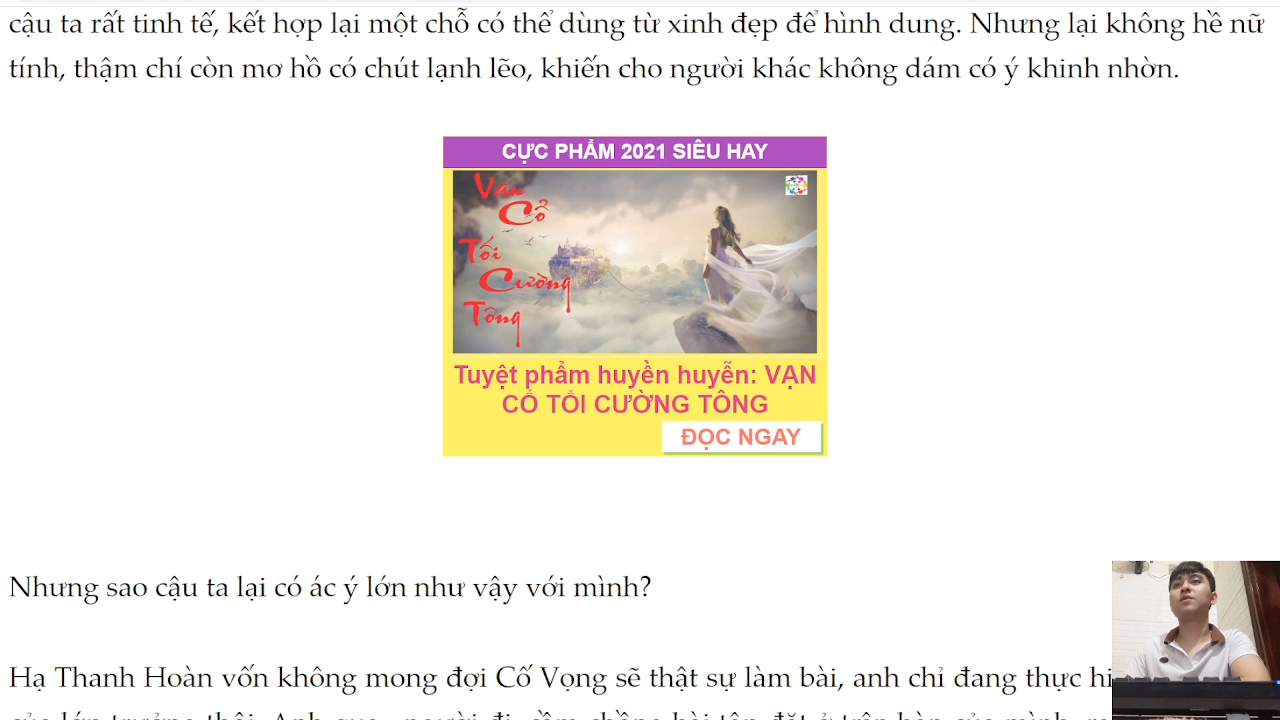 cậu ta rất tinh tế, kết hợp lại một chỗ có thể dùng từ xinh đẹp để hình dung. Nhưng lại không hề nữ
tính, thậm chí còn mơ hồ có chút lạnh lẽo, khiến cho người khác không dám có ý khinh nhờn.
CỰC PHẨM 2021 SIÊU HAY
Vạn
Cổ
Tối
Cường
Tông
Tuyệt phẩm huyền huyễn: VẠN
CỔ TỐI CƯỜNG TÔNG
ĐỌC NGAY
Nhưng sao cậu ta lại có ác ý lớn như vậy với mình?
Hạ Thanh Hoàn vốn không mong đợi Cố Vọng sẽ thật sự làm bài, anh chỉ đang thực hi